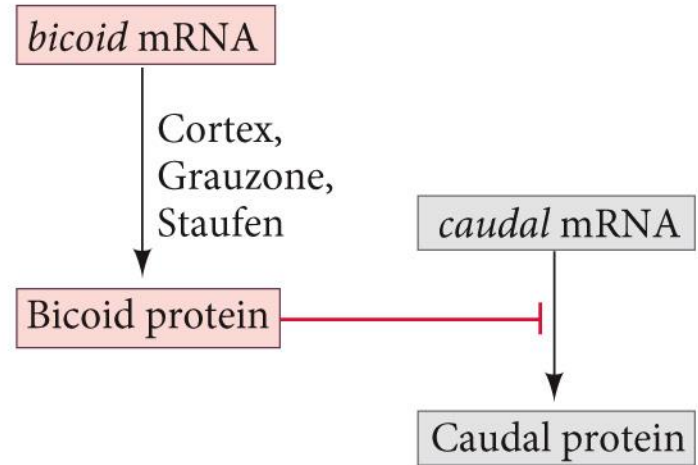 bicoid mRNA
Cortex,
Grauzone,
Staufen
caudal mRNA
Bicoid protein
Caudal protein